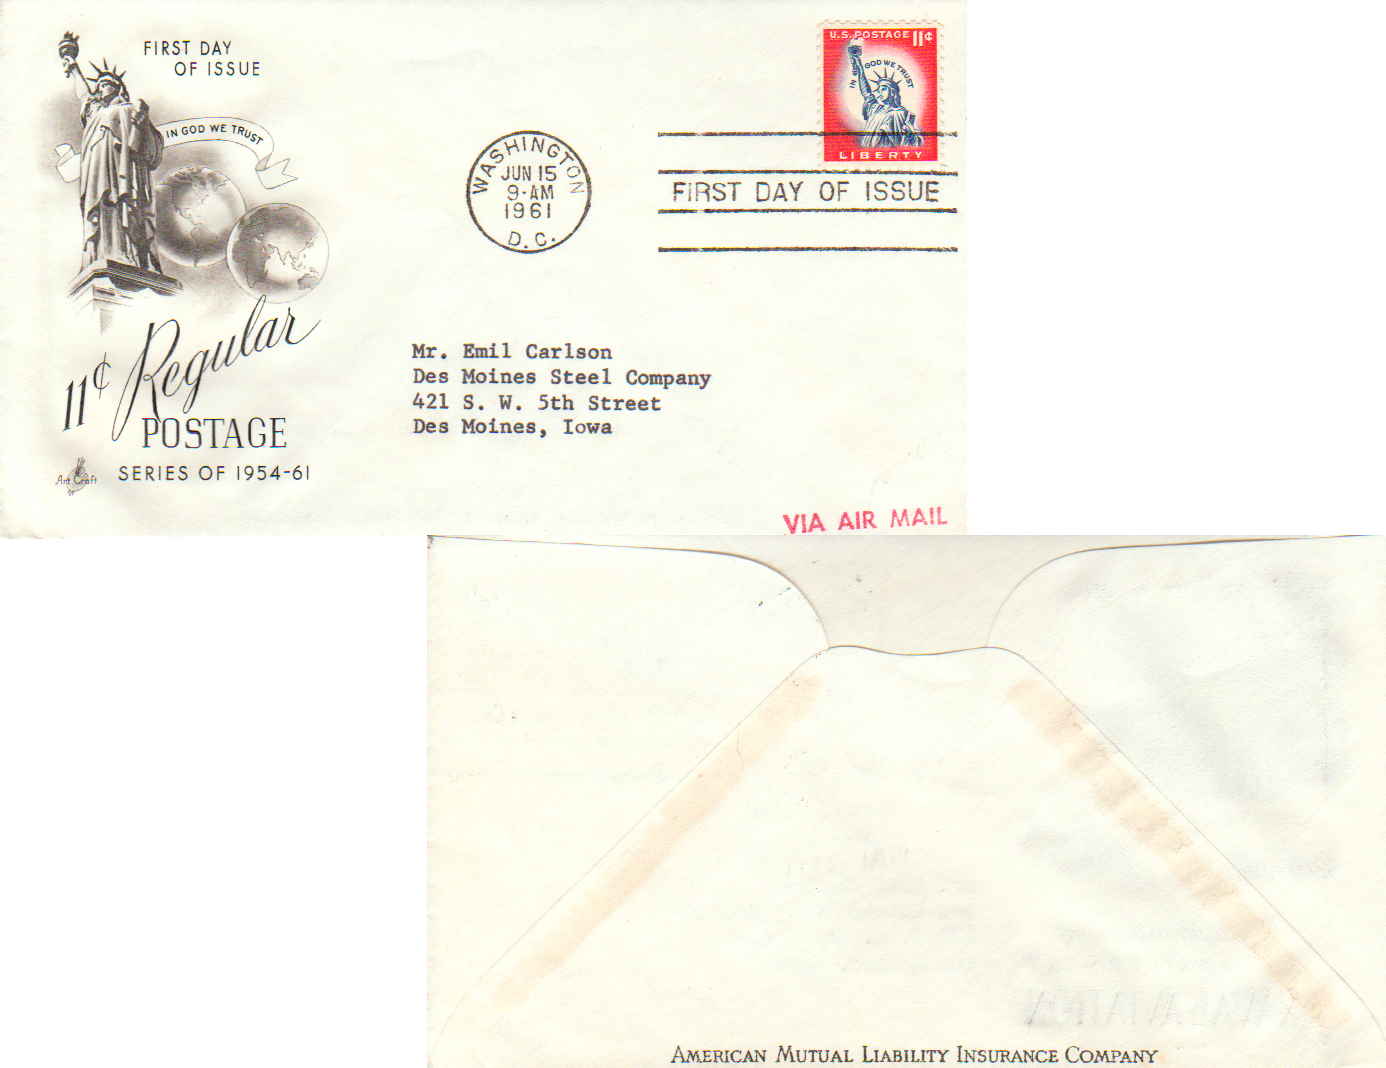 FIRST DAY
OF ISSUE
IN GOD WE TRUST
11¢ Regular
POSTAGE
SERIES OF 1954-61
Art Craft
WASHINGTON
JUN 15
9-AM
1961
D.C.
U.S. POSTAGE 11¢
IN GOD WE TRUST
LIBERTY
FIRST DAY OF ISSUE
Mr. Emil Carlson
Des Moines Steel Company
421 S. W. 5th Street
Des Moines, Iowa
VIA AIR MAIL
AMERICAN MUTUAL LIABILITY INSURANCE COMPANY